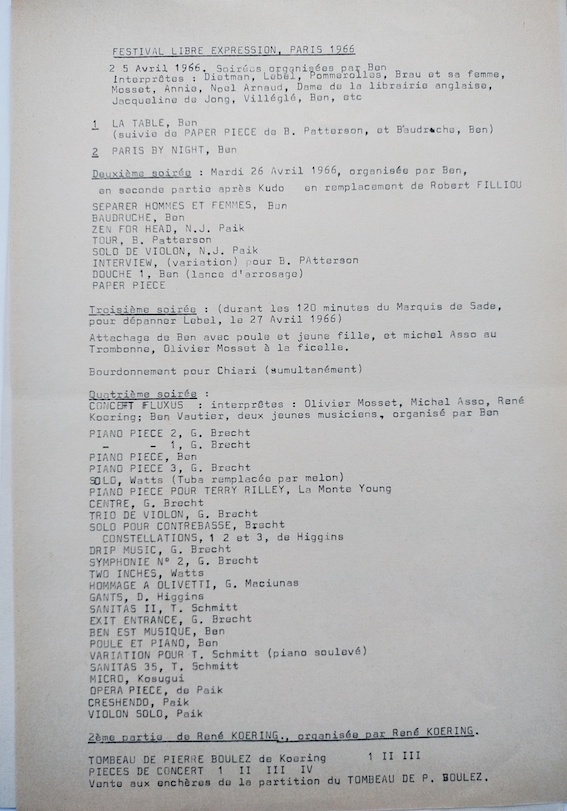 FESTIVAL LIBRE EXPRESSION, PARIS 1966
2 5 Avril 1966. Soirées organisées par Ben
Interprêtes : Dietman, Lebel, Pommerolles, Brau et sa femme,
Mosset, Annie, Noel Arnaud, Dame de la librairie anglaise,
Jacqueline de Jong, Villéglé, Ben, etc
1 LA TABLE, Ben
(suivie de PAPER PIECE de B. Patterson, et Baudruche, Ben)
2 PARIS BY NIGHT, Ben
Deuxième soirée : Mardi 26 Avril 1966, organisée par Ben,
en seconde partie après Kudo en remplacement de Robert FILLIOU
SEPARER HOMMES ET FEMMES, Ben
BAUDRUCHE, Ben
ZEN FOR HEAD, N.J. Paik
TOUR, B. Patterson
SOLO DE VIOLON, N.J. Paik
INTERVIEW, (variation) pour B. PAtterson
DOUCHE 1, Ben (lance d'arrosage)
PAPER PIECE
Troisième soirée : (durant les 120 minutes du Marquis de Sade,
pour dépanner Lebel, le 27 Avril 1966)
Attachage de Ben avec poule et jeune fille, et michel Asso au
Trombonne, Olivier Mosset à la ficelle.
Bourdonnement pour Chiari (sumultanément)
Quatrième soirée :
CONCERT FLUXUS : interprêtes : Olivier Mosset, Michel Asso, René
Koering; Ben Vautier, deux jeunes musiciens, organisé par Ben
PIANO PIECE 2, G. Brecht
– – 1, G. Brecht
PIANO PIECE, Ben
PIANO PIECE 3, G. Brecht
SOLO, Watts (Tuba remplacée par melon)
PIANO PIECE POUR TERRY RILLEY, La Monte Young
CENTRE, G. Brecht
TRIO DE VIOLON, G. Brecht
SOLO POUR CONTREBASSE, Brecht
CONSTELLATIONS, 1 2 et 3, de Higgins
DRIP MUSIC, G. Brecht
SYMPHONIE N° 2, G. Brecht
TWO INCHES, Watts
HOMMAGE A OLIVETTI, G. Maciunas
GANTS, D. Higgins
SANITAS II, T. Schmitt
EXIT ENTRANCE, G. Brecht
BEN EST MUSIQUE, Ben
POULE ET PIANO, Ben
VARIATION POUR T. Schmitt (piano soulevé)
SANITAS 35, T. Schmitt
MICRO, Kosugui
OPERA PIECE, de Paik
CRESHENDO, Paik
VIOLON SOLO, Paik
2ème partie de René KOERING., organisée par René KOERING.
TOMBEAU DE PIERRE BOULEZ de Koering 1 II III
PIECES DE CONCERT 1 II III IV
Vente aux enchères de la partition du TOMBEAU DE P. BOULEZ.